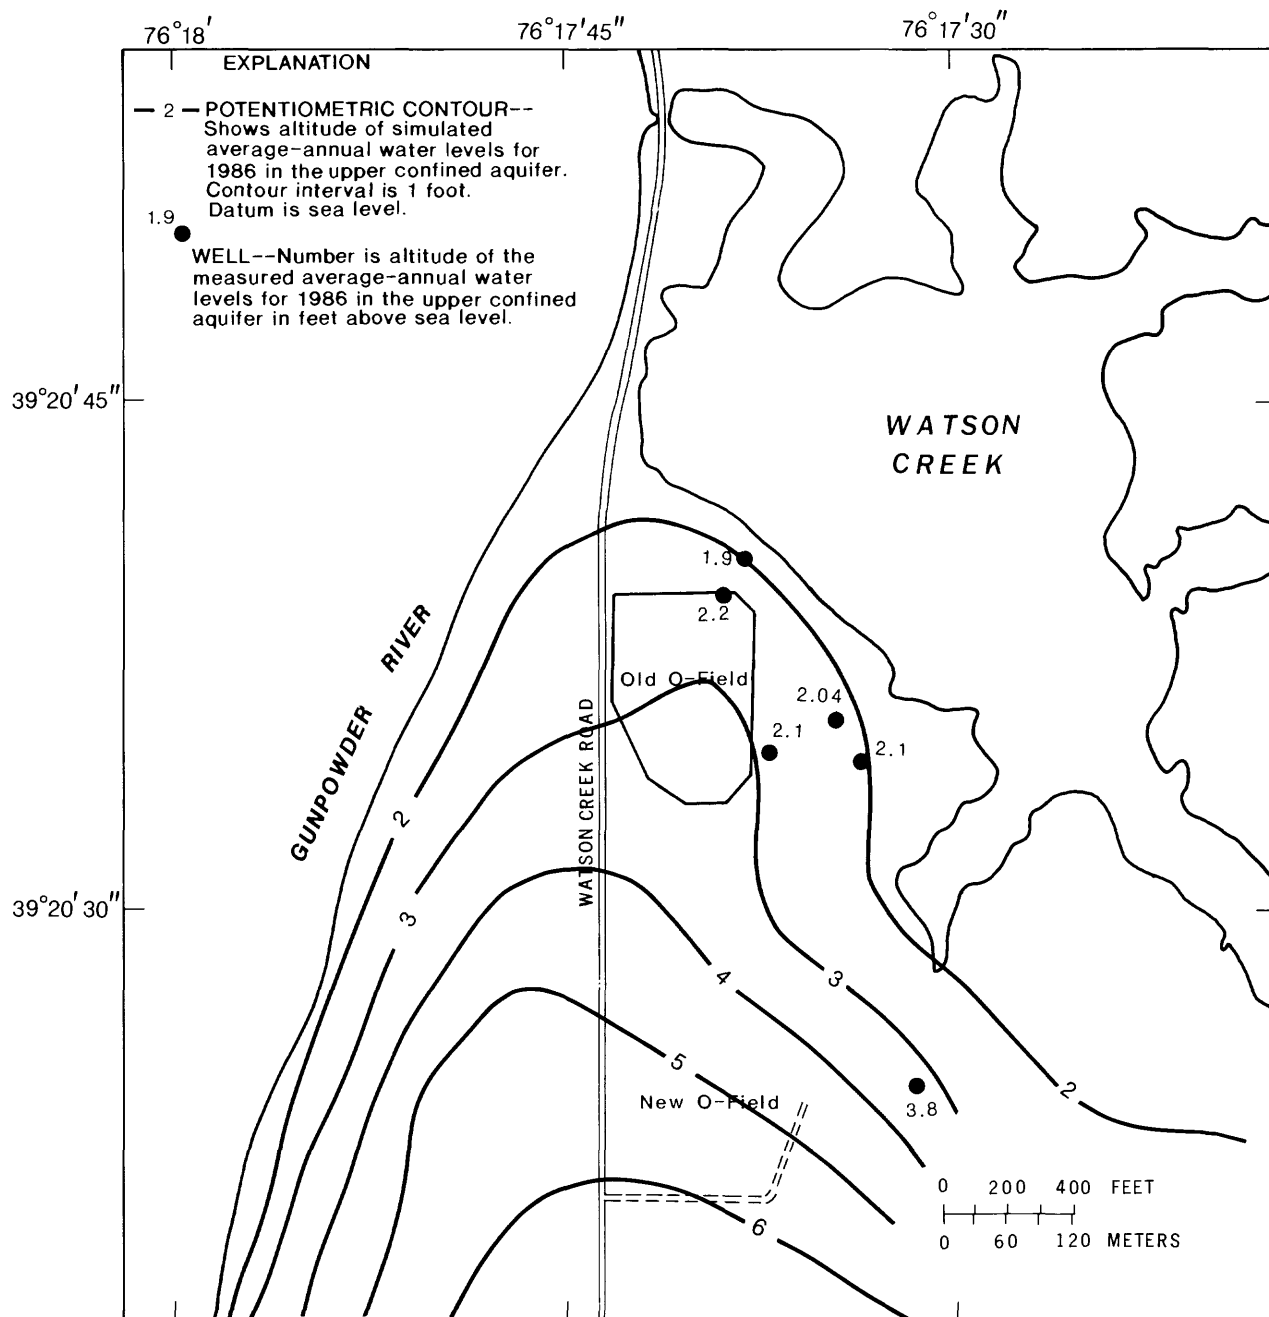 76°18'
76°17'45"
76°17'30"
EXPLANATION
2
POTENTIOMETRIC CONTOUR--
Shows altitude of simulated
average-annual water levels for
1986 in the upper confined aquifer.
Contour interval is 1 foot.
Datum is sea level.
1.9
WELL--Number is altitude of the
measured average-annual water
levels for 1986 in the upper confined
aquifer in feet above sea level.
39°20'45"
WATSON
CREEK
1.9
2.2
GUNPOWDER RIVER
Old O-Field
2.04
2.1
2.1
WATSON CREEK ROAD
2
3
39°20'30"
4
3
5
2
New O-Field
3.8
6
0 200 400 FEET
0 60 120 METERS